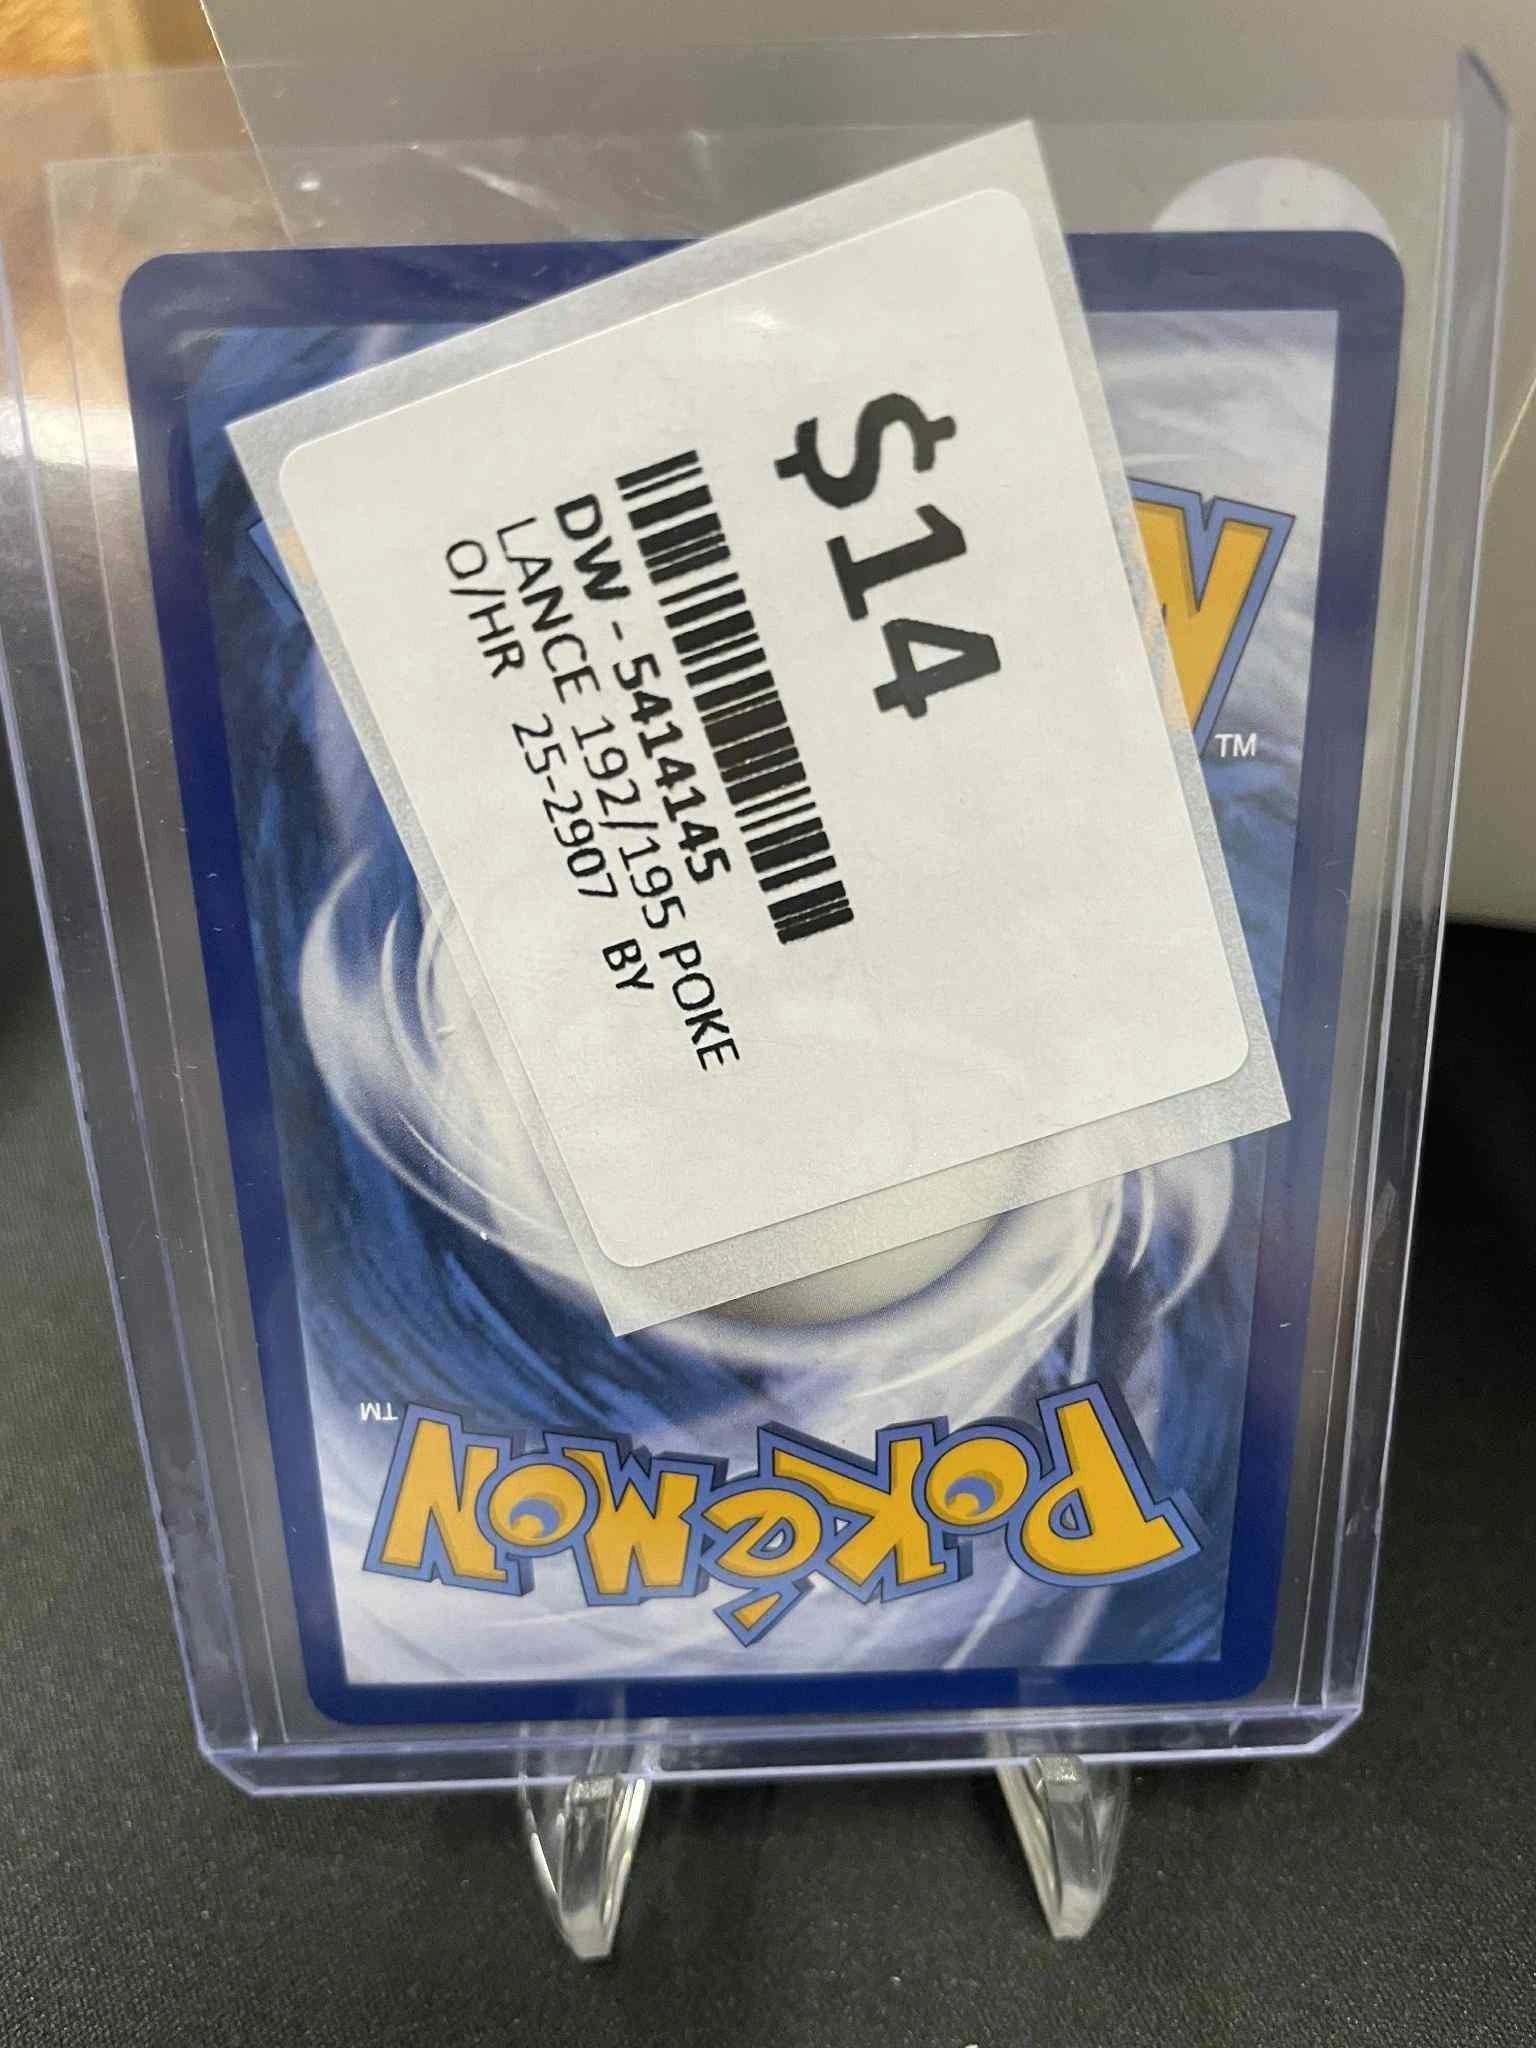 $14
DW - 5414145
LANCE 192/195 POKE
O/HR 25-2907 BY
N
TM
POKéMON
TM